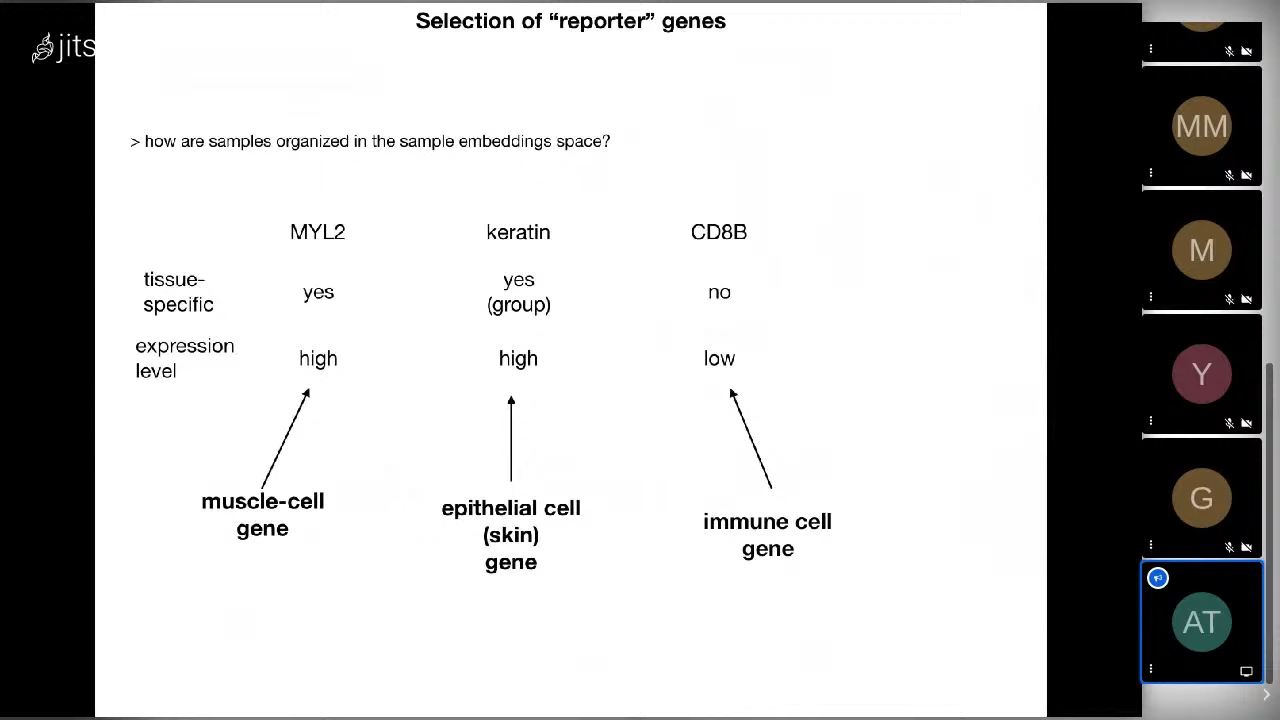 Selection of “reporter” genes
jits
> how are samples organized in the sample embeddings space?
MYL2 keratin CD8B
tissue-
specific
yes
yes
(group)
no
expression
level
high high low
muscle-cell
gene
epithelial cell
(skin)
gene
immune cell
gene
MM
M
Y
G
AT